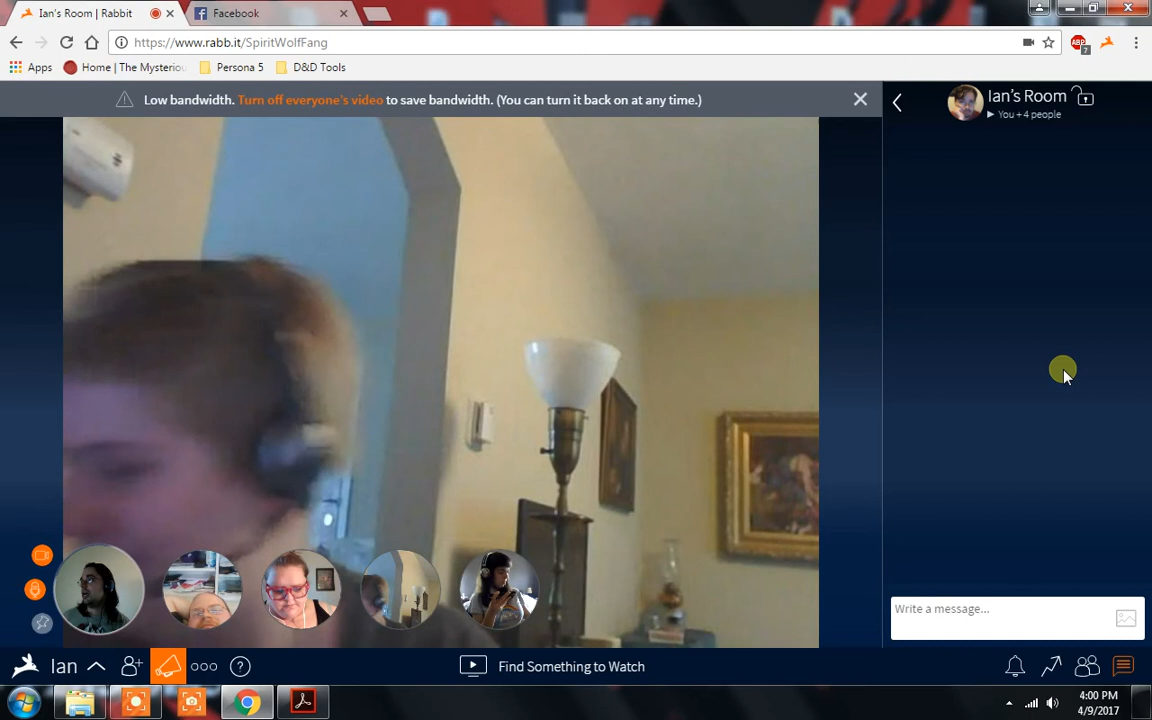 Ian's Room | Rabbit
Facebook
https://www.rabb.it/SpiritWolfFang
ABP
7
Apps
Home | The Mysteriou
Persona 5
D&D Tools
Low bandwidth. Turn off everyone's video to save bandwidth. (You can turn it back on at any time.)
Ian's Room
You + 4 people
Write a message...
Ian
Find Something to Watch
4:00 PM
4/9/2017